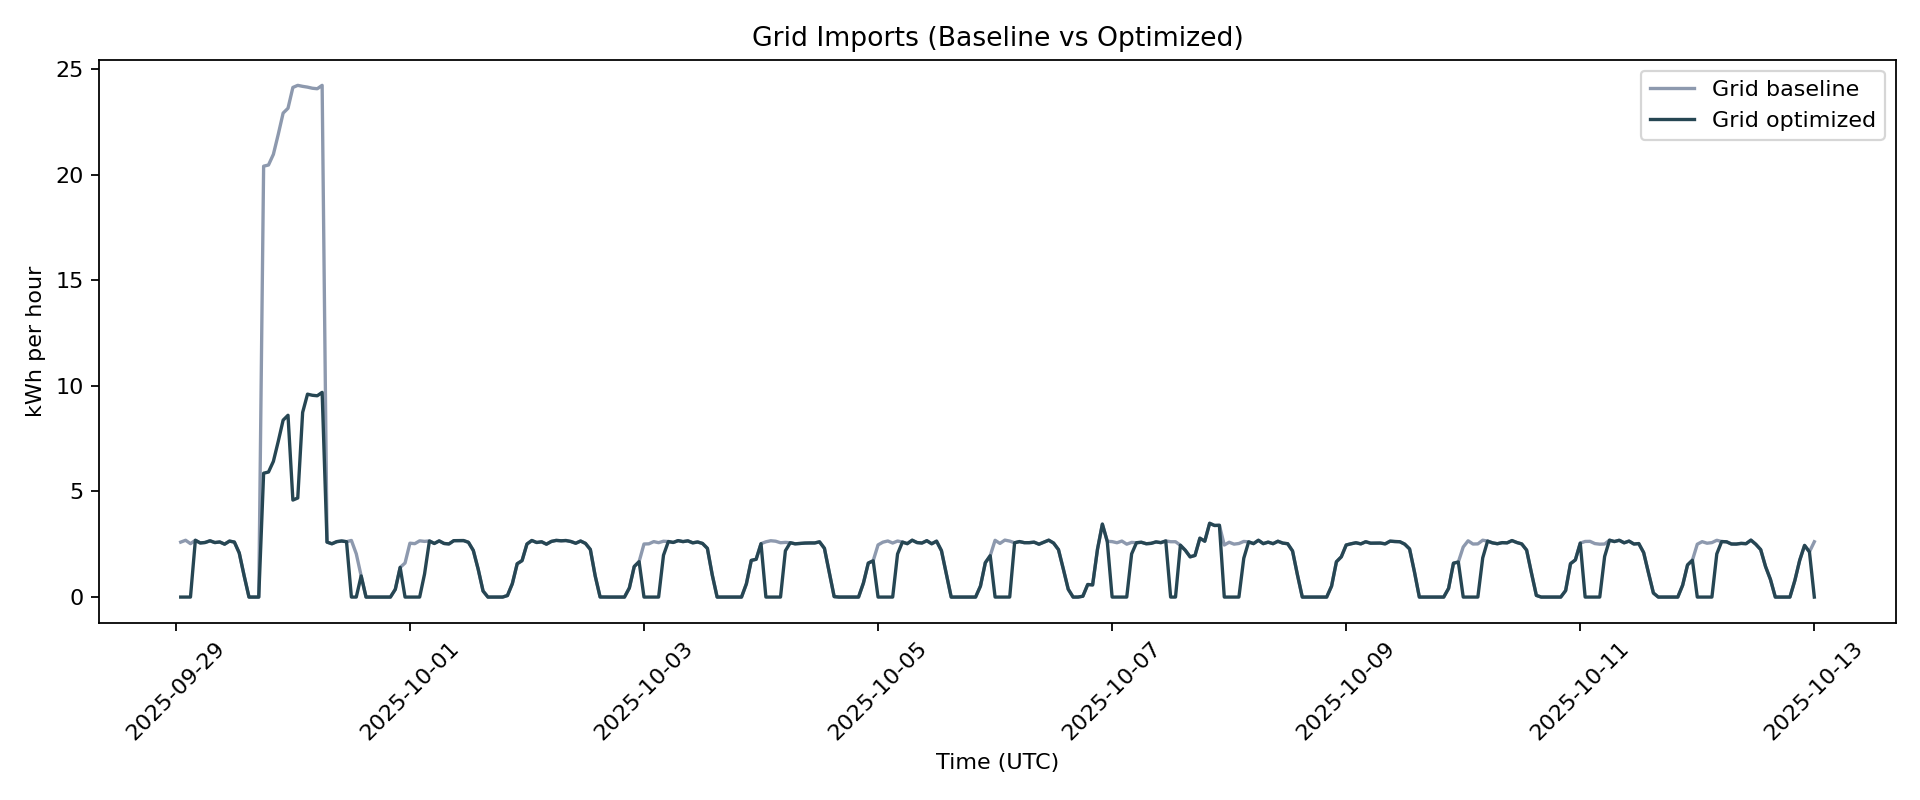 Grid Imports (Baseline vs Optimized)
25
20
15
10
5
0
kWh per hour
Grid baseline
Grid optimized
2025-09-29
2025-10-01
2025-10-03
2025-10-05
2025-10-07
2025-10-09
2025-10-11
2025-10-13
Time (UTC)